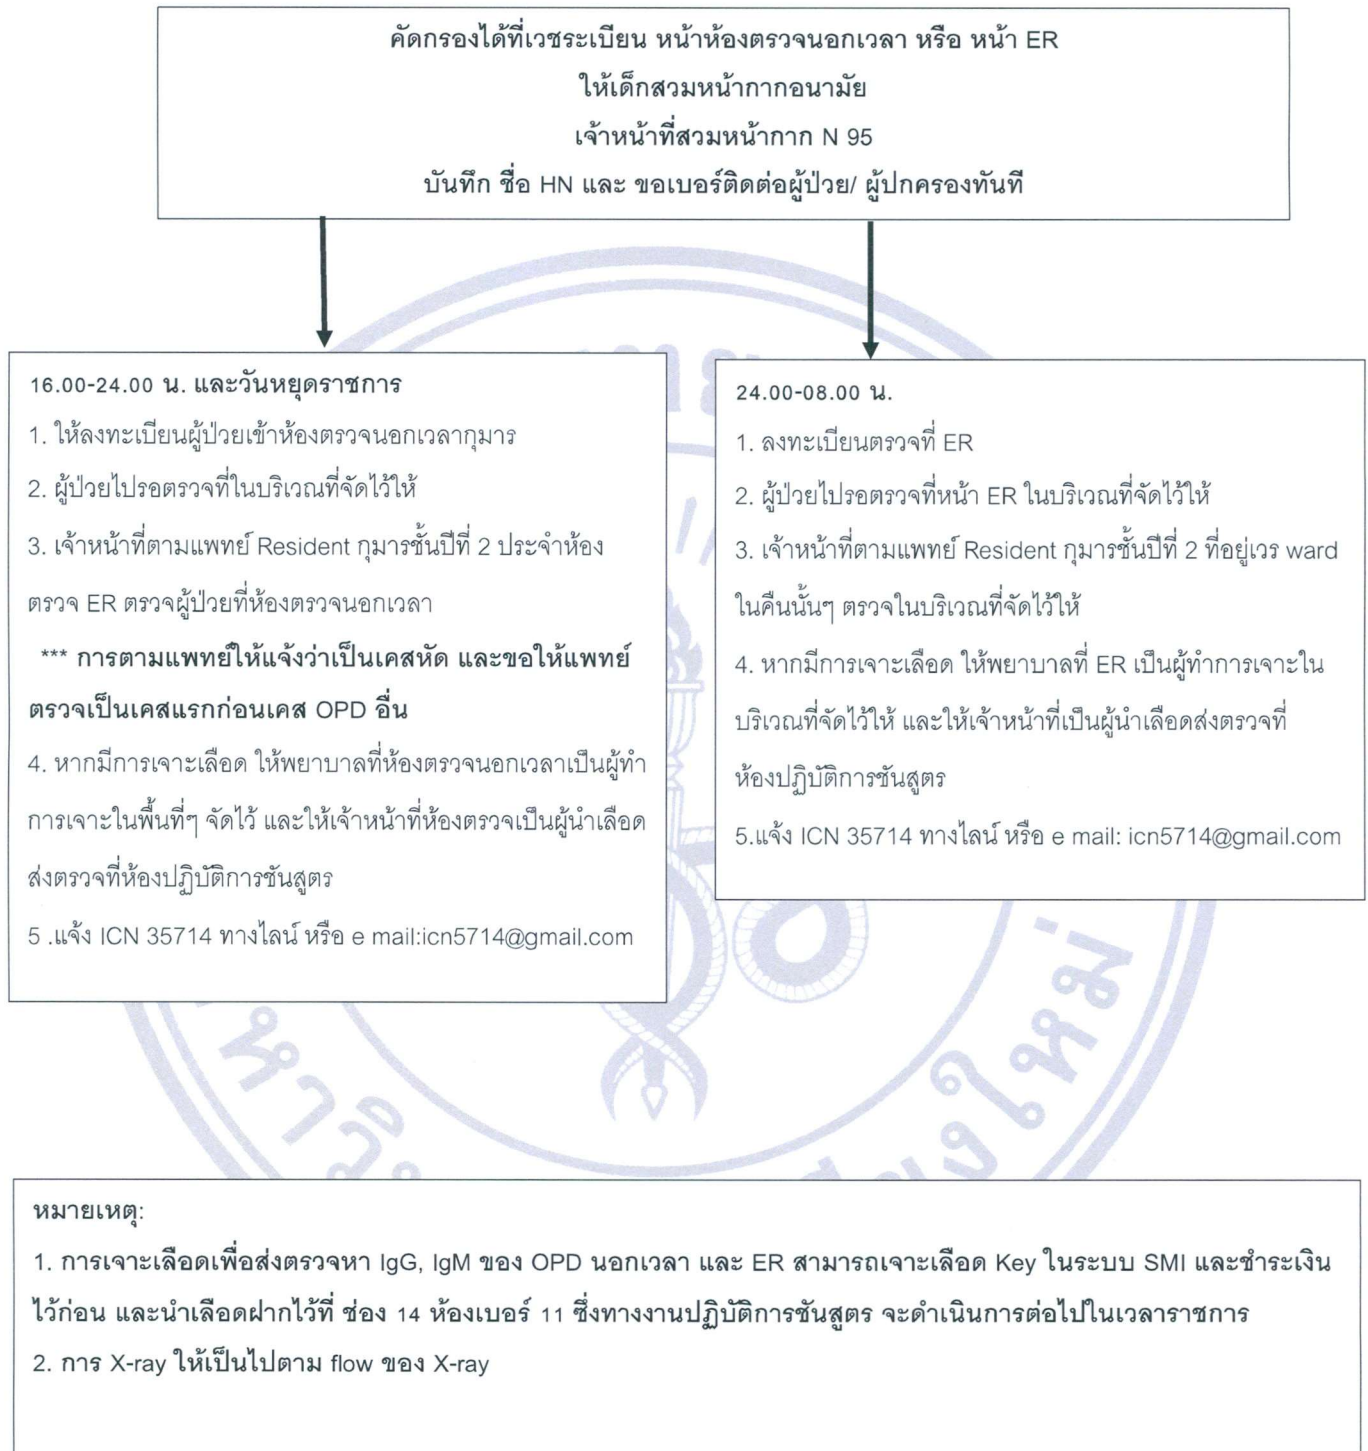 คัดกรองได้ที่เวชระเบียน หน้าห้องตรวจนอกเวลา หรือ หน้า ER
ให้เด็กสวมหน้ากากอนามัย
เจ้าหน้าที่สวมหน้ากาก N 95
บันทึก ชื่อ HN และ ขอเบอร์ติดต่อผู้ป่วย/ ผู้ปกครองทันที
16.00-24.00 น. และวันหยุดราชการ
1. ให้ลงทะเบียนผู้ป่วยเข้าห้องตรวจนอกเวลากุมาร
2. ผู้ป่วยไปรอตรวจที่ในบริเวณที่จัดไว้ให้
3. เจ้าหน้าที่ตามแพทย์ Resident กุมารชั้นปีที่ 2 ประจำห้อง
ตรวจ ER ตรวจผู้ป่วยที่ห้องตรวจนอกเวลา
*** การตามแพทย์ให้แจ้งว่าเป็นเคสหัด และขอให้แพทย์
ตรวจเป็นเคสแรกก่อนเคส OPD อื่น
4. หากมีการเจาะเลือด ให้พยาบาลที่ห้องตรวจนอกเวลาเป็นผู้ทำ
การเจาะในพื้นที่ๆ จัดไว้ และให้เจ้าหน้าที่ห้องตรวจเป็นผู้นำเลือด
ส่งตรวจที่ห้องปฏิบัติการชันสูตร
5 .แจ้ง ICN 35714 ทางไลน์ หรือ e mail:icn5714@gmail.com
24.00-08.00 น.
1. ลงทะเบียนตรวจที่ ER
2. ผู้ป่วยไปรอตรวจที่หน้า ER ในบริเวณที่จัดไว้ให้
3. เจ้าหน้าที่ตามแพทย์ Resident กุมารชั้นปีที่ 2 ที่อยู่เวร ward
ในคืนนั้นๆ ตรวจในบริเวณที่จัดไว้ให้
4. หากมีการเจาะเลือด ให้พยาบาลที่ ER เป็นผู้ทำการเจาะใน
บริเวณที่จัดไว้ให้ และให้เจ้าหน้าที่เป็นผู้นำเลือดส่งตรวจที่
ห้องปฏิบัติการชันสูตร
5.แจ้ง ICN 35714 ทางไลน์ หรือ e mail: icn5714@gmail.com
หมายเหตุ:
1. การเจาะเลือดเพื่อส่งตรวจหา IgG, IgM ของ OPD นอกเวลา และ ER สามารถเจาะเลือด Key ในระบบ SMI และชำระเงิน
ไว้ก่อน และนำเลือดฝากไว้ที่ ช่อง 14 ห้องเบอร์ 11 ซึ่งทางงานปฏิบัติการชันสูตร จะดำเนินการต่อไปในเวลาราชการ
2. การ X-ray ให้เป็นไปตาม flow ของ X-ray